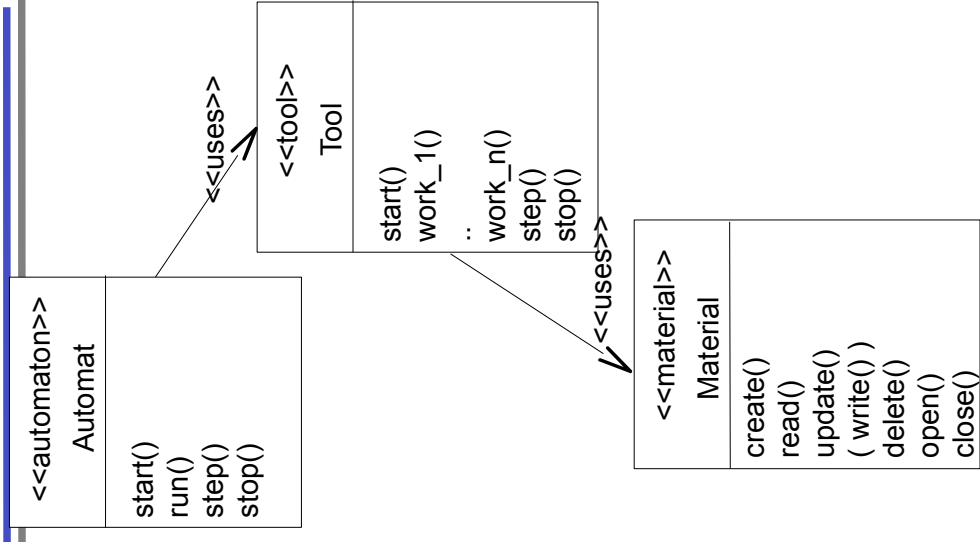 <<automaton>>
Automat
start()
run()
step()
stop()
<<uses>>
<<tool>>
Tool
start()
work_1()
..
work_n()
step()
stop()
<<uses>>
<<material>>
Material
create()
read()
update()
( write() )
delete()
open()
close()